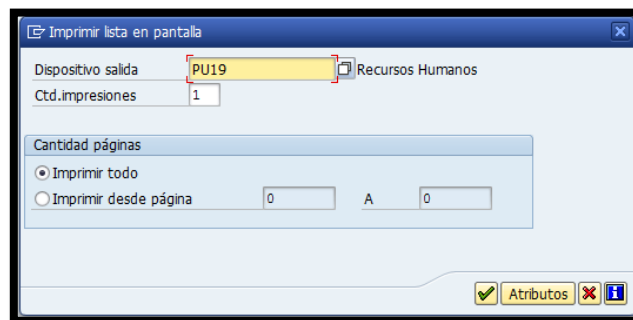 Imprimir lista en pantalla
Dispositivo salida PU19 Recursos Humanos
Ctd.impresiones 1
Cantidad páginas
Imprimir todo
Imprimir desde página 0 A 0
Atributos